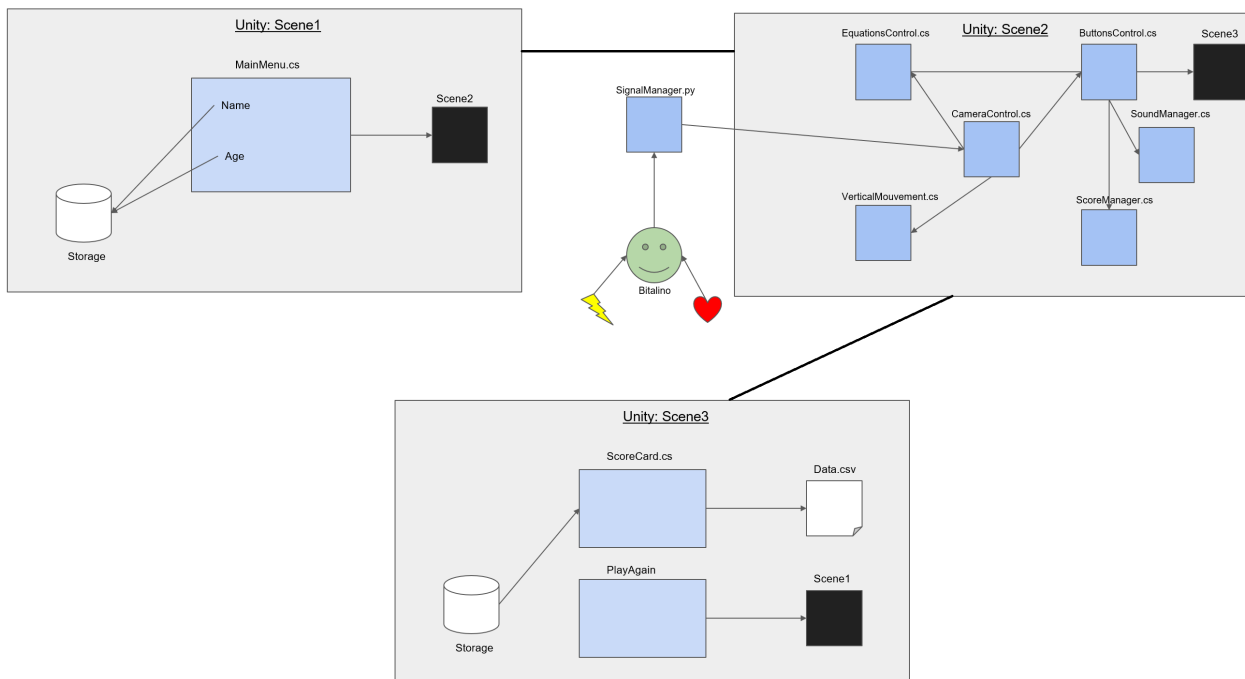 Unity: Scene1
MainMenu.cs
Name
Age
Scene2
Storage
SignalManager.py
Bitalino
Unity: Scene2
EquationsControl.cs
ButtonsControl.cs
Scene3
CameraControl.cs
SoundManager.cs
VerticalMouvement.cs
ScoreManager.cs
Unity: Scene3
ScoreCard.cs
Data.csv
PlayAgain
Scene1
Storage